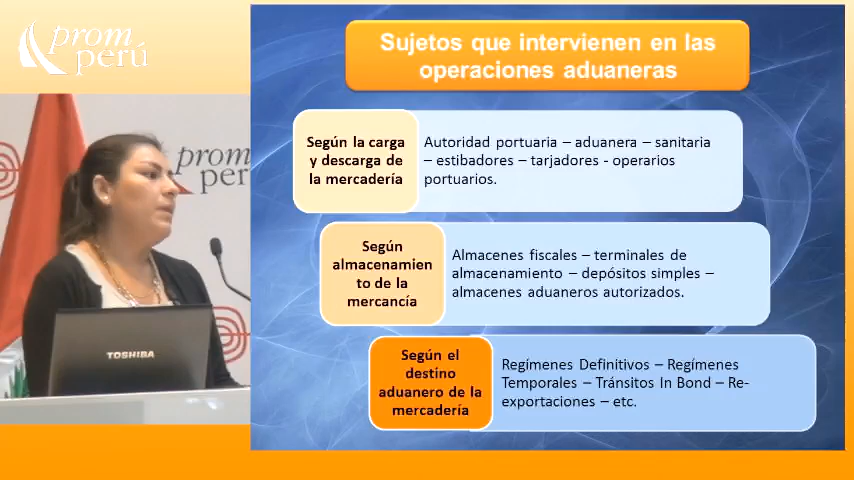 prom
perú
Sujetos que intervienen en las
operaciones aduaneras
Según la carga
y descarga de
la mercadería
Autoridad portuaria – aduanera – sanitaria
– estibadores – tarjadores - operarios
portuarios.
Según
almacenamien
to de la
mercancía
Almacenes fiscales – terminales de
almacenamiento – depósitos simples –
almacenes aduaneros autorizados.
Según el
destino
aduanero de la
mercadería
Regímenes Definitivos – Regímenes
Temporales – Tránsitos In Bond – Re-
exportaciones – etc.
prom
per
TOSHIBA